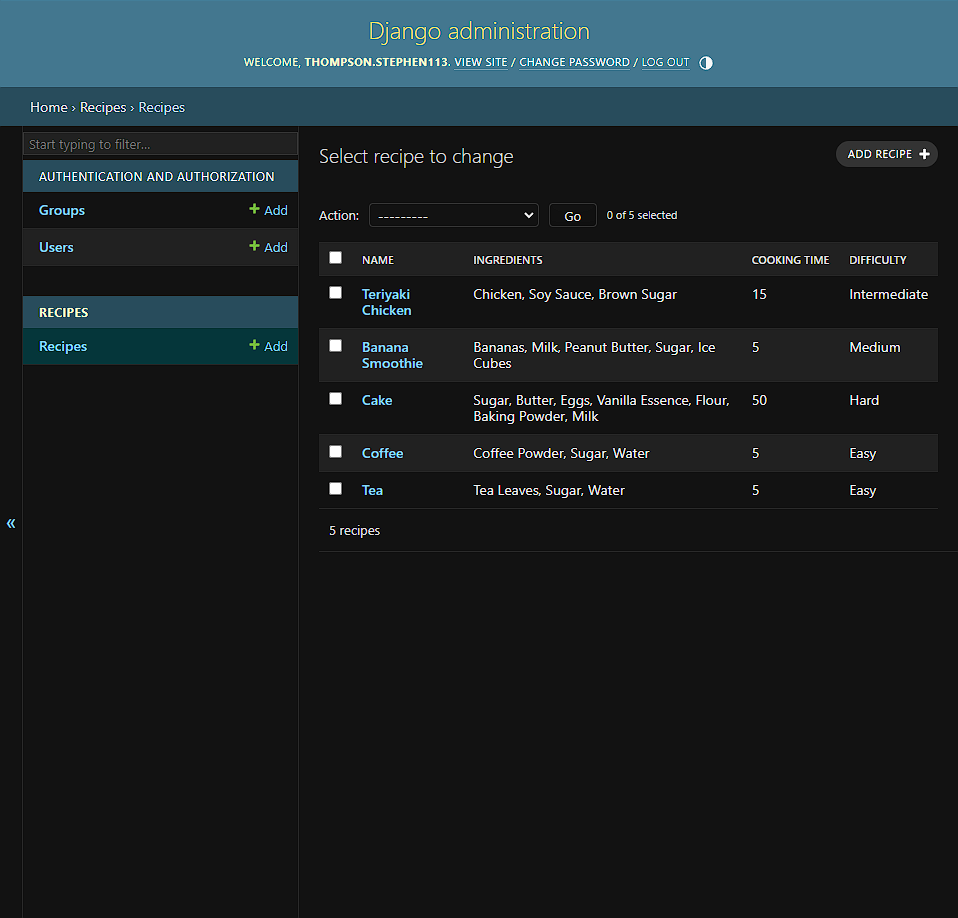 Django administration
WELCOME, THOMPSON.STEPHEN113. VIEW SITE / CHANGE PASSWORD / LOG OUT
Home › Recipes › Recipes
Start typing to filter...
AUTHENTICATION AND AUTHORIZATION
Groups + Add
Users + Add
RECIPES
Recipes + Add
«
Select recipe to change
ADD RECIPE +
Action: --------- Go 0 of 5 selected
NAME INGREDIENTS COOKING TIME DIFFICULTY
Teriyaki Chicken, Soy Sauce, Brown Sugar 15 Intermediate
Chicken
Banana Bananas, Milk, Peanut Butter, Sugar, Ice 5 Medium
Smoothie Cubes
Cake Sugar, Butter, Eggs, Vanilla Essence, Flour, 50 Hard
Baking Powder, Milk
Coffee Coffee Powder, Sugar, Water 5 Easy
Tea Tea Leaves, Sugar, Water 5 Easy
5 recipes